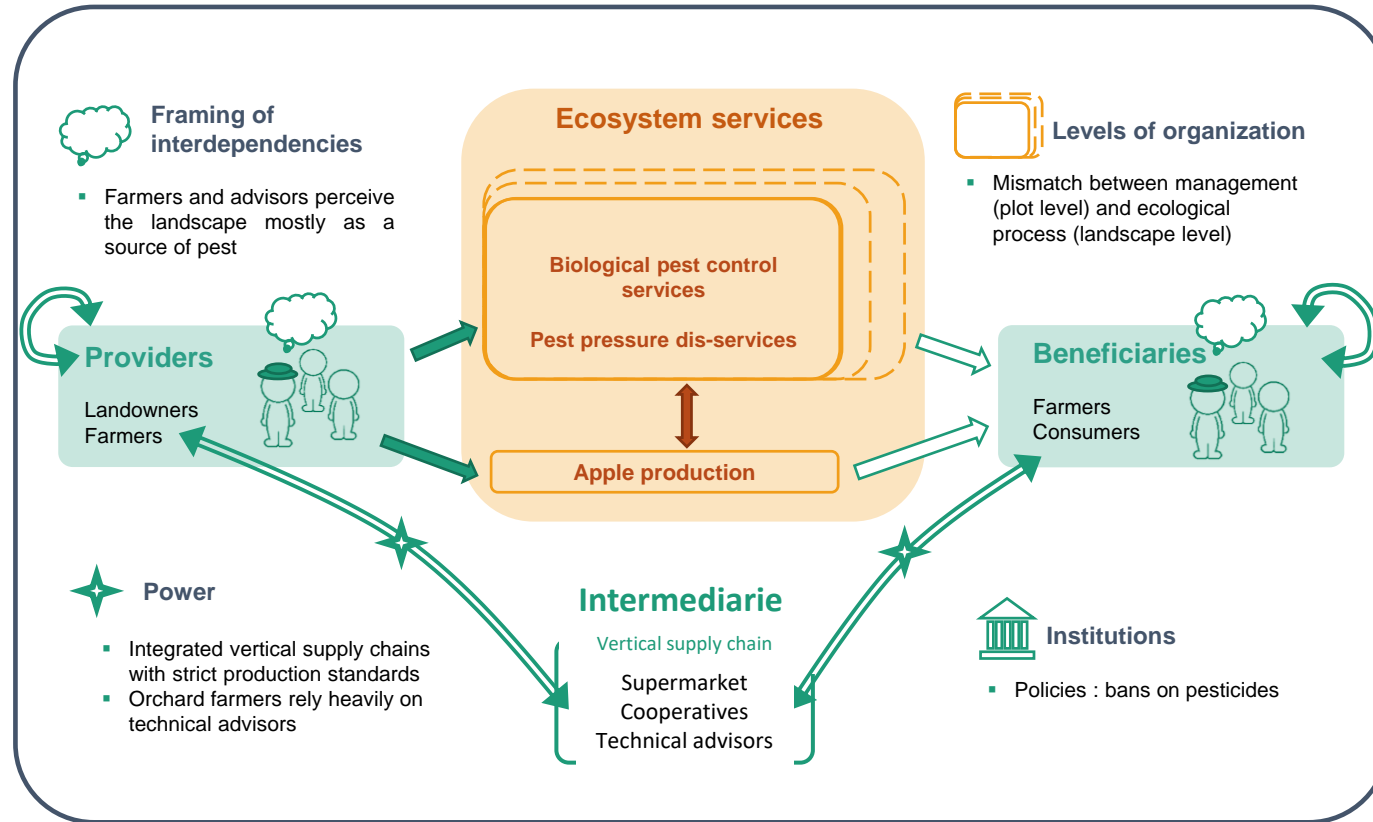 Framing of
interdependencies
▪ Farmers and advisors perceive
the landscape mostly as a
source of pest
Ecosystem services
Biological pest control
services
Pest pressure dis-services
Apple production
Levels of organization
▪ Mismatch between management
(plot level) and ecological
process (landscape level)
Providers
Landowners
Farmers
Beneficiaries
Farmers
Consumers
Power
▪ Integrated vertical supply chains
with strict production standards
▪ Orchard farmers rely heavily on
technical advisors
Intermediarie
Vertical supply chain
Supermarket
Cooperatives
Technical advisors
Institutions
▪ Policies : bans on pesticides